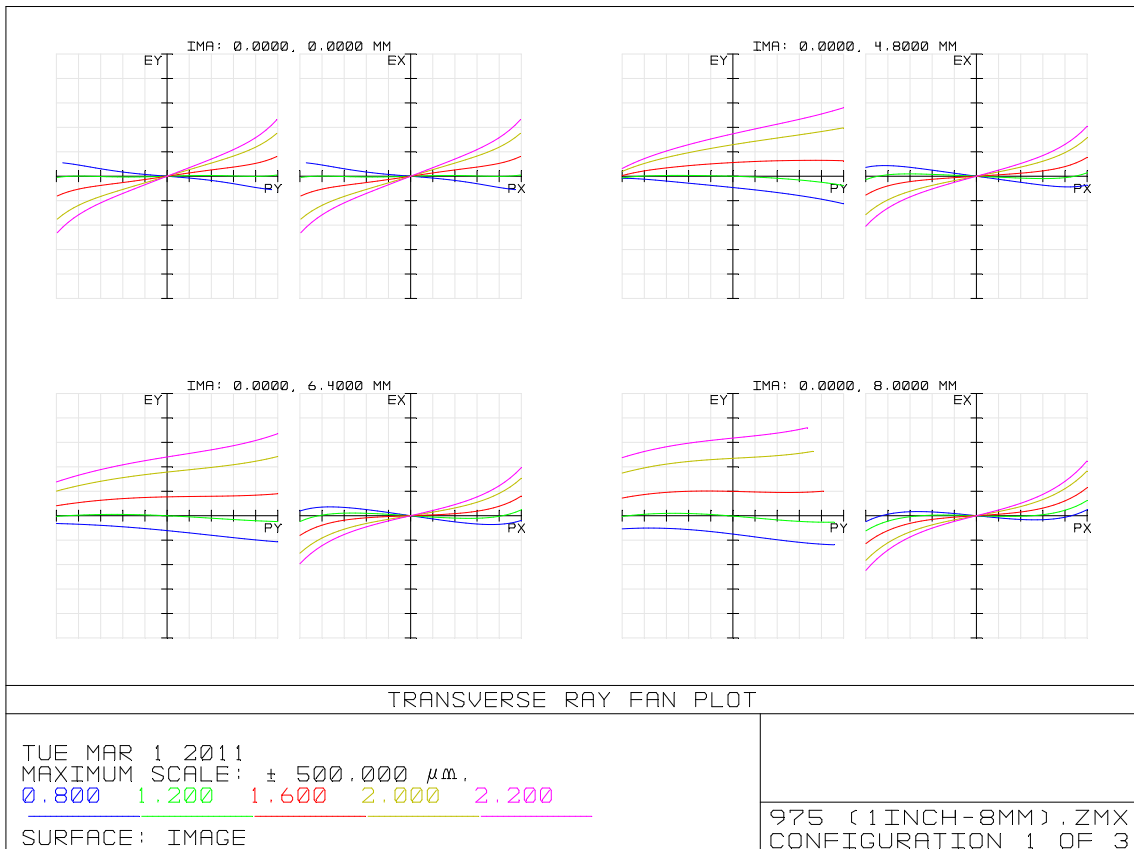 IMA: 0.0000, 0.0000 MM
EY
EX
PY
PX
IMA: 0.0000, 4.8000 MM
EY
EX
PY
PX
IMA: 0.0000, 6.4000 MM
EY
EX
PY
PX
IMA: 0.0000, 8.0000 MM
EY
EX
PY
PX
TRANSVERSE RAY FAN PLOT
TUE MAR 1 2011
MAXIMUM SCALE: ± 500.000 µm.
0.800 1.200 1.600 2.000 2.200
SURFACE: IMAGE
975 (1INCH-8MM).ZMX
CONFIGURATION 1 OF 3